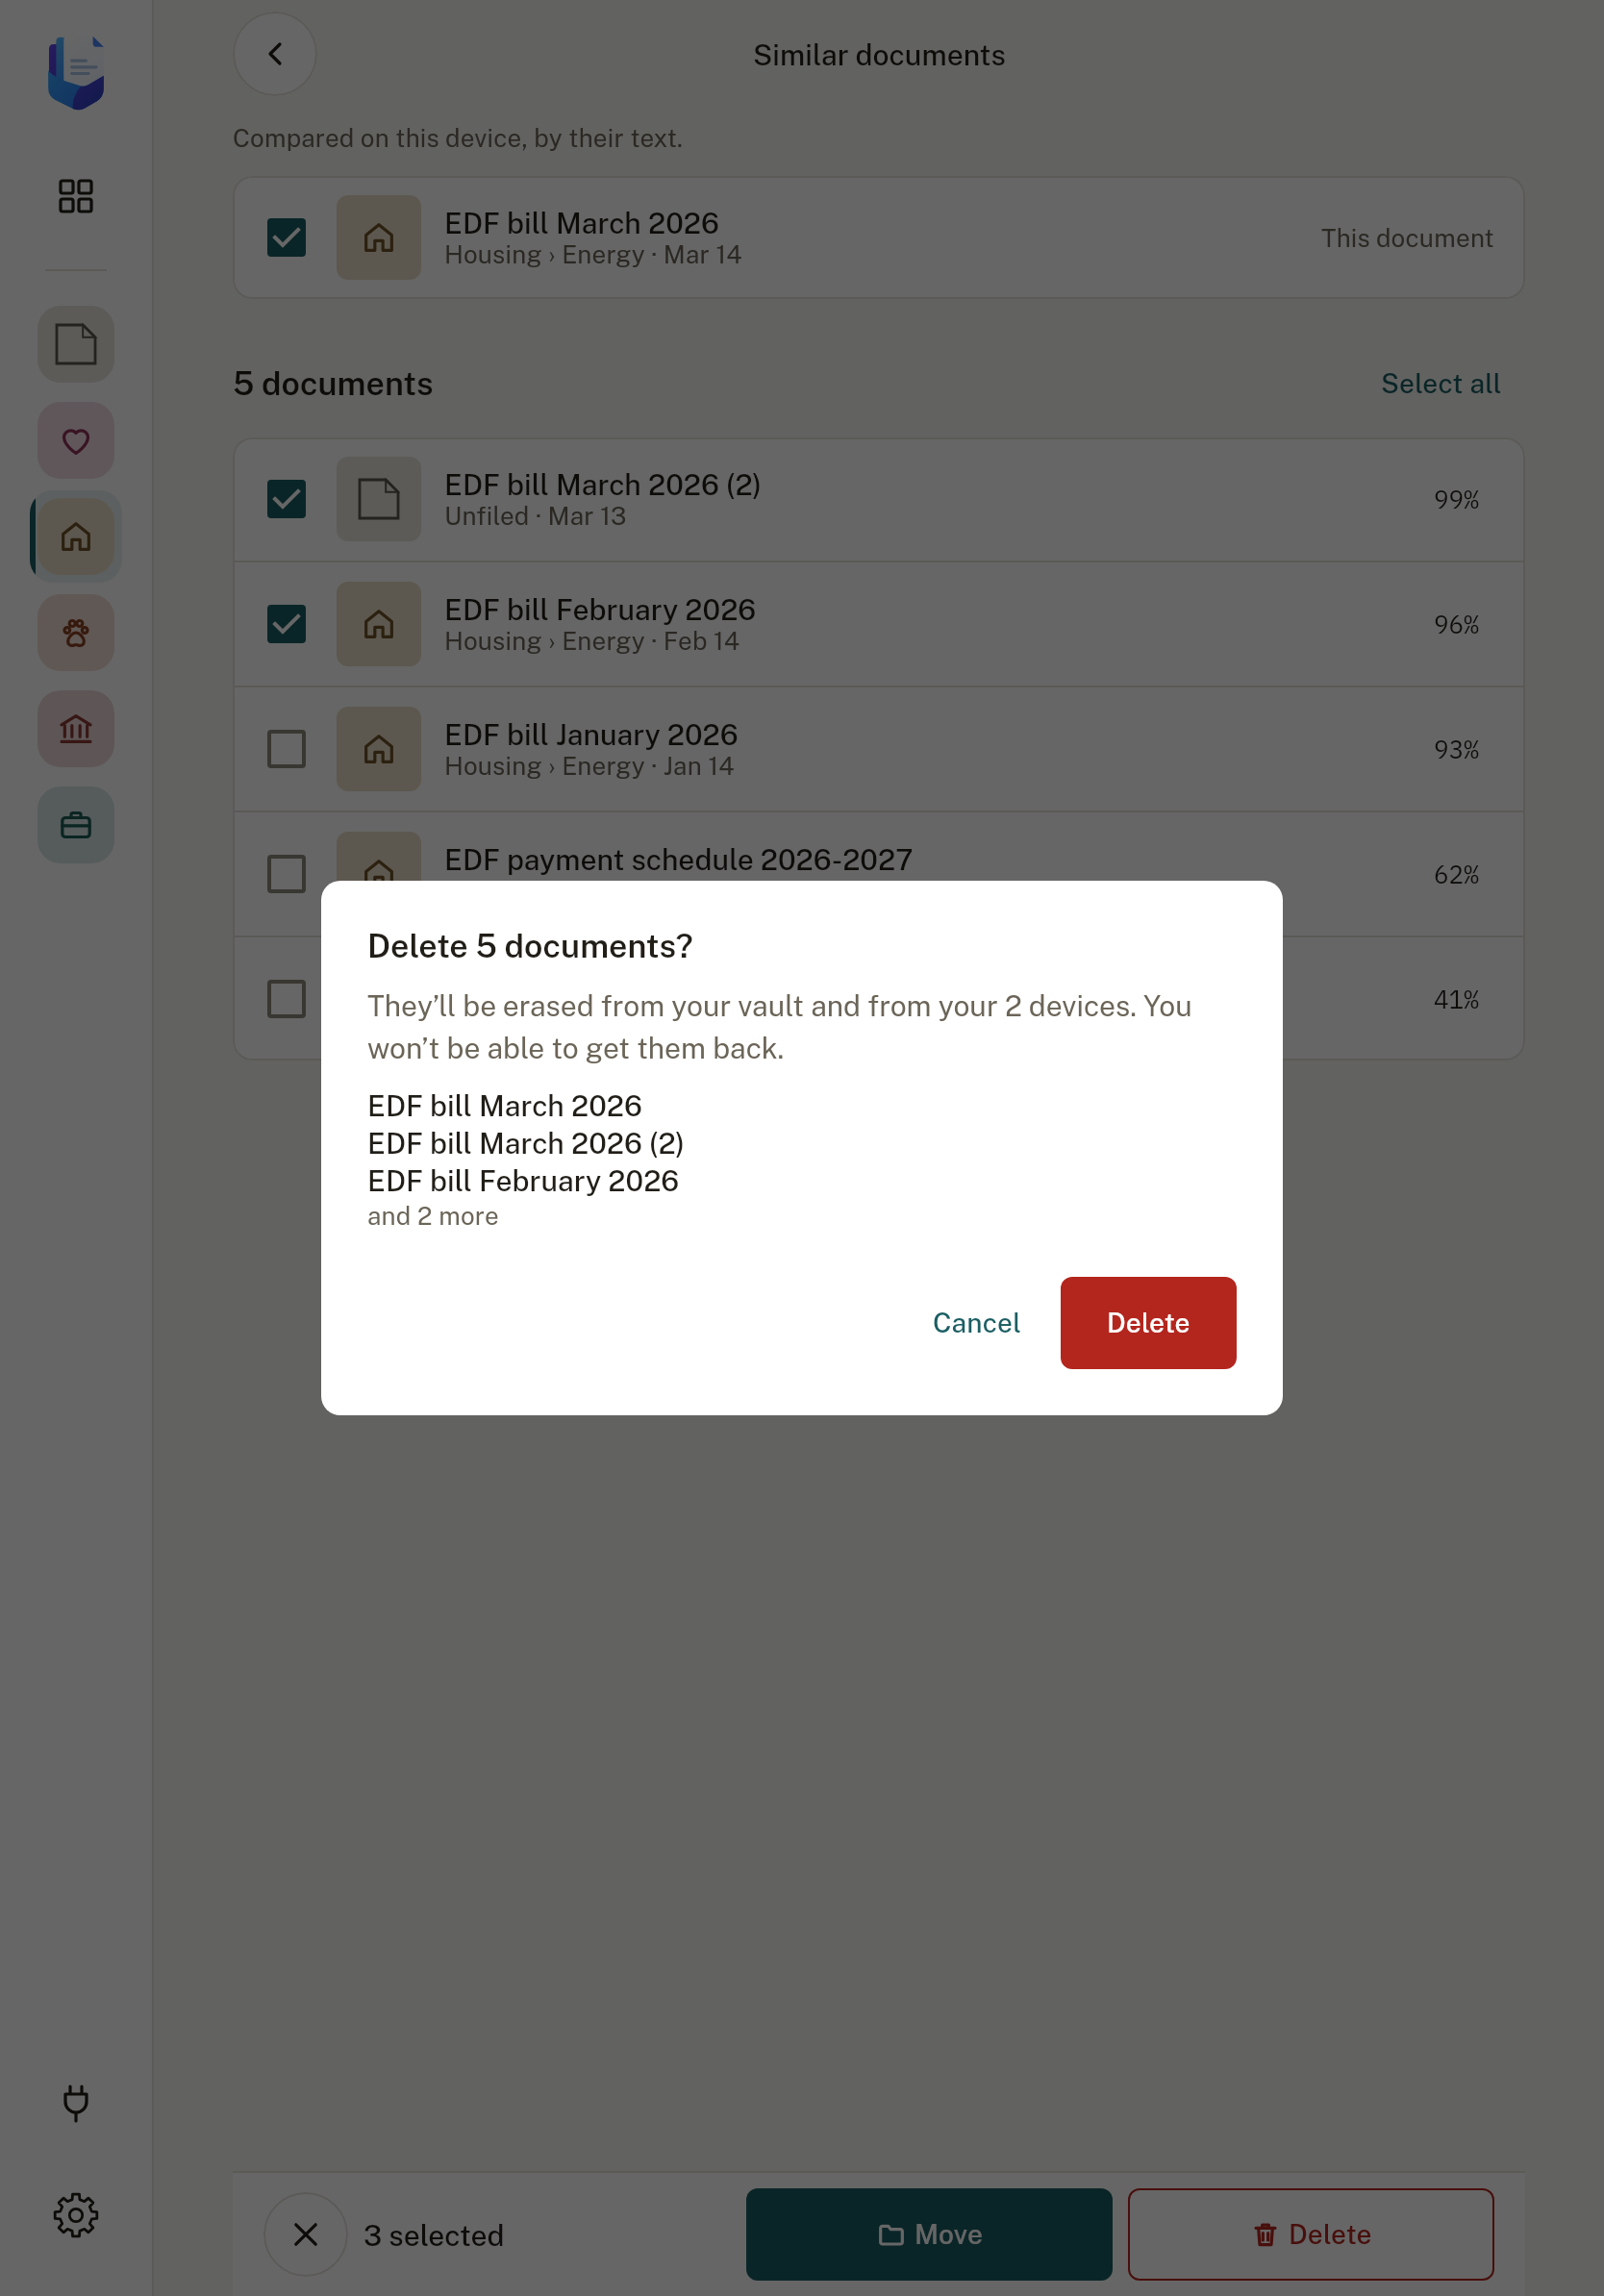 Similar documents
Compared on this device, by their text.
EDF bill March 2026
Housing › Energy · Mar 14
This document
5 documents
Select all
EDF bill March 2026 (2)
Unfiled · Mar 13
99%
EDF bill February 2026
Housing › Energy · Feb 14
96%
EDF bill January 2026
Housing › Energy · Jan 14
93%
EDF payment schedule 2026-2027
62%
41%
Delete 5 documents?
They’ll be erased from your vault and from your 2 devices. You
won’t be able to get them back.
EDF bill March 2026
EDF bill March 2026 (2)
EDF bill February 2026
and 2 more
Cancel
Delete
3 selected
Move
Delete